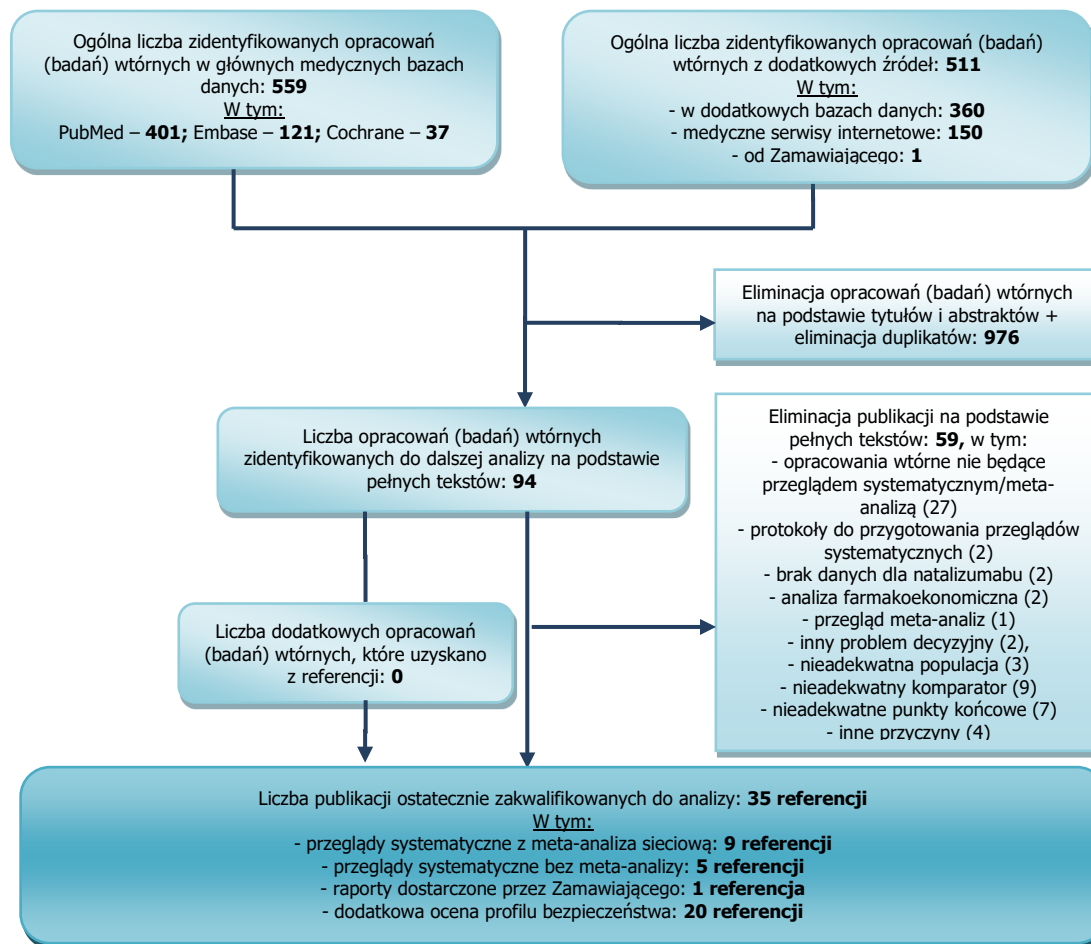 Ogólna liczba zidentyfikowanych opracowań
(badań) wtórnych w głównych medycznych bazach
danych: 559
W tym:
PubMed – 401; Embase – 121; Cochrane – 37
Ogólna liczba zidentyfikowanych opracowań (badań)
wtórnych z dodatkowych źródeł: 511
W tym:
- w dodatkowych bazach danych: 360
- medyczne serwisy internetowe: 150
- od Zamawiającego: 1
Eliminacja opracowań (badań) wtórnych
na podstawie tytułów i abstraktów +
eliminacja duplikatów: 976
Liczba opracowań (badań) wtórnych
zidentyfikowanych do dalszej analizy na podstawie
pełnych tekstów: 94
Eliminacja publikacji na podstawie
pełnych tekstów: 59, w tym:
- opracowania wtórne nie będące
przeglądem systematycznym/meta-
analizą (27)
- protokoły do przygotowania przeglądów
systematycznych (2)
- brak danych dla natalizumabu (2)
- analiza farmakoekonomiczna (2)
- przegląd meta-analiz (1)
- inny problem decyzyjny (2),
- nieadekwatna populacja (3)
- nieadekwatny komparator (9)
- nieadekwatne punkty końcowe (7)
- inne przyczyny (4)
Liczba dodatkowych opracowań
(badań) wtórnych, które uzyskano
z referencji: 0
Liczba publikacji ostatecznie zakwalifikowanych do analizy: 35 referencji
W tym:
- przeglądy systematyczne z meta-analiza sieciową: 9 referencji
- przeglądy systematyczne bez meta-analizy: 5 referencji
- raporty dostarczone przez Zamawiającego: 1 referencja
- dodatkowa ocena profilu bezpieczeństwa: 20 referencji